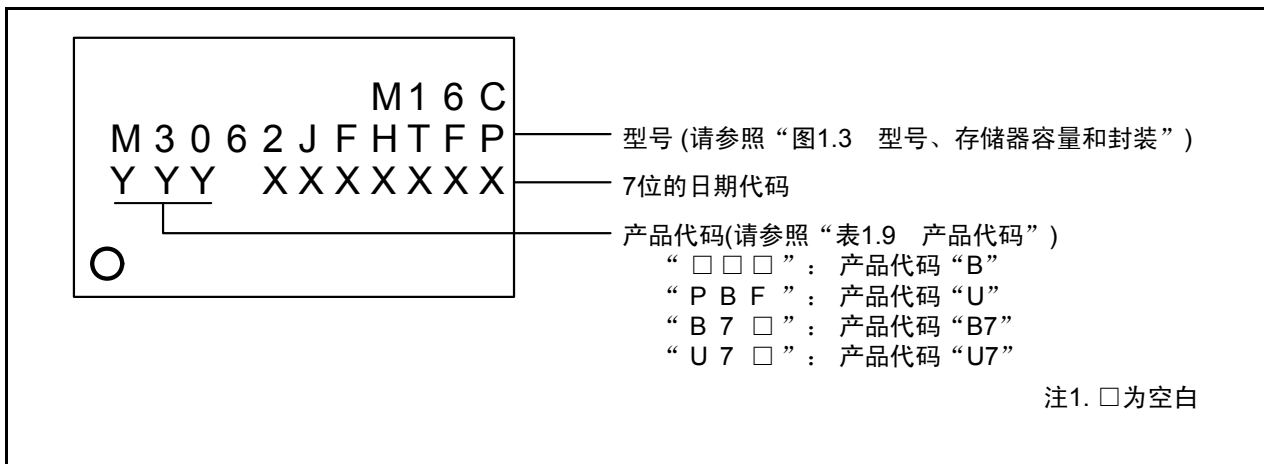 M16C
M3062JFHTFP
型号 (请参照“图1.3 型号、存储器容量和封装”)
YYY XXXXXXX
7位的日期代码
产品代码(请参照“表1.9 产品代码”)
“□□□”： 产品代码“B”
“PBF”： 产品代码“U”
“B7□”： 产品代码“B7”
“U7□”： 产品代码“U7”
注1. □为空白